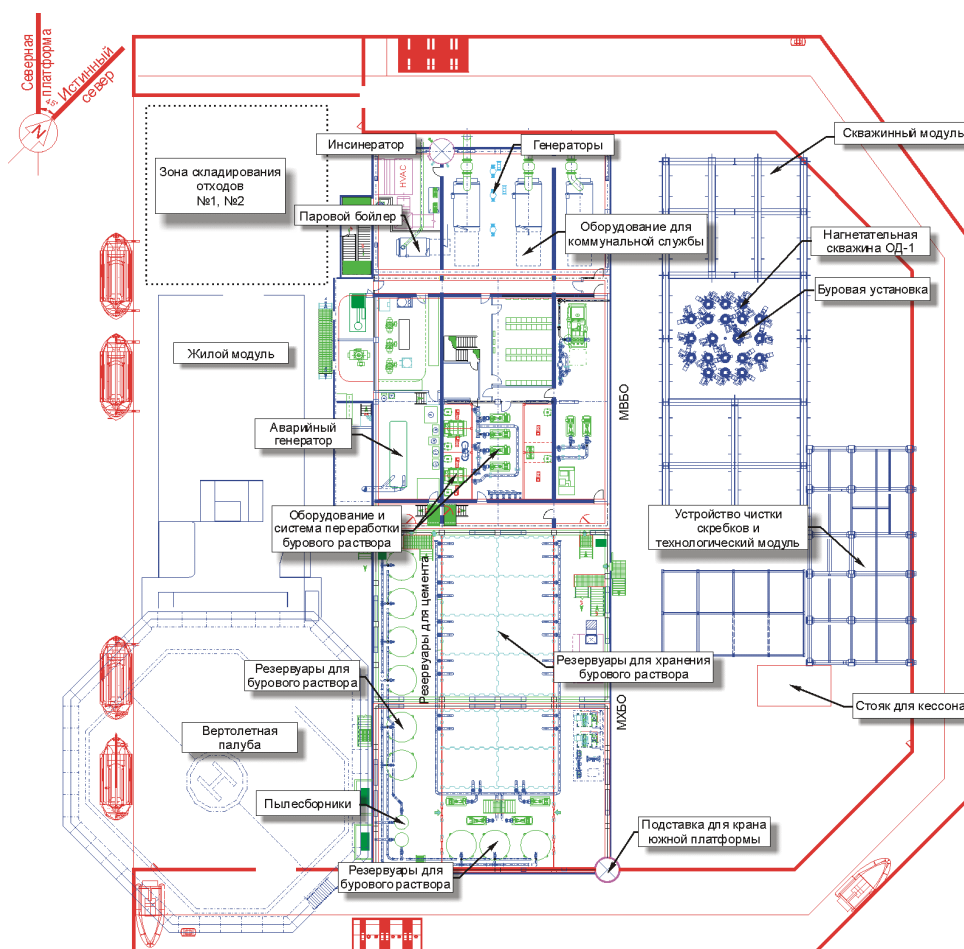 Северная
платформа
Истинный
север
45°
N
Зона складирования
отходов
№1, №2
Инсинератор
Генераторы
Скважинный модуль
HVAC
Паровой бойлер
Оборудование для
коммунальной службы
Нагнетательная
скважина ОД-1
Буровая установка
Жилой модуль
МВБО
Аварийный
генератор
Оборудование и
система переработки
бурового раствора
Устройство чистки
скребков и
технологический модуль
Резервуары для цемента
Резервуары для
бурового раствора
Резервуары для хранения
бурового раствора
МХБО
Стояк для кессона
Вертолетная
палуба
H
Пылесборники
Подставка для крана
южной платформы
Резервуары для
бурового раствора